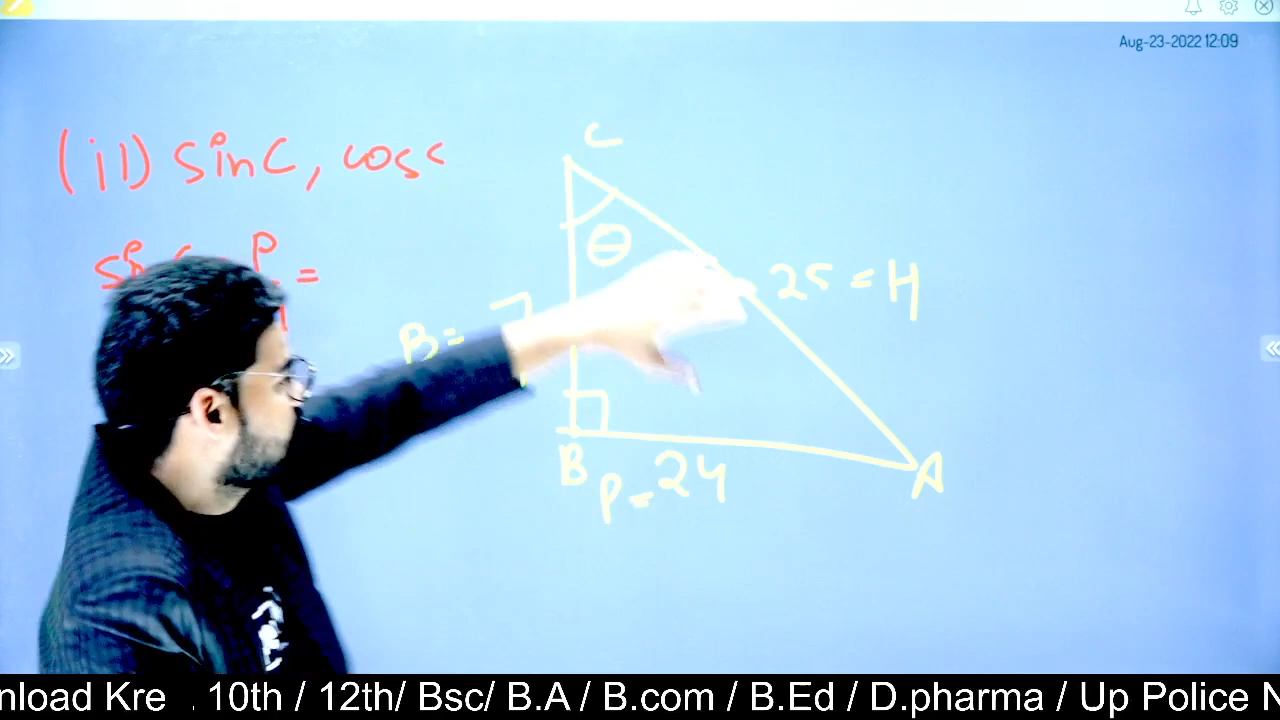 Aug-23-2022 12:09
(ii) sinC, cosC
C
P =
θ
25 = H
B = 7
B
P = 24
A
nload Kre . 10th / 12th/ Bsc/ B.A / B.com / B.Ed / D.pharma / Up Police N